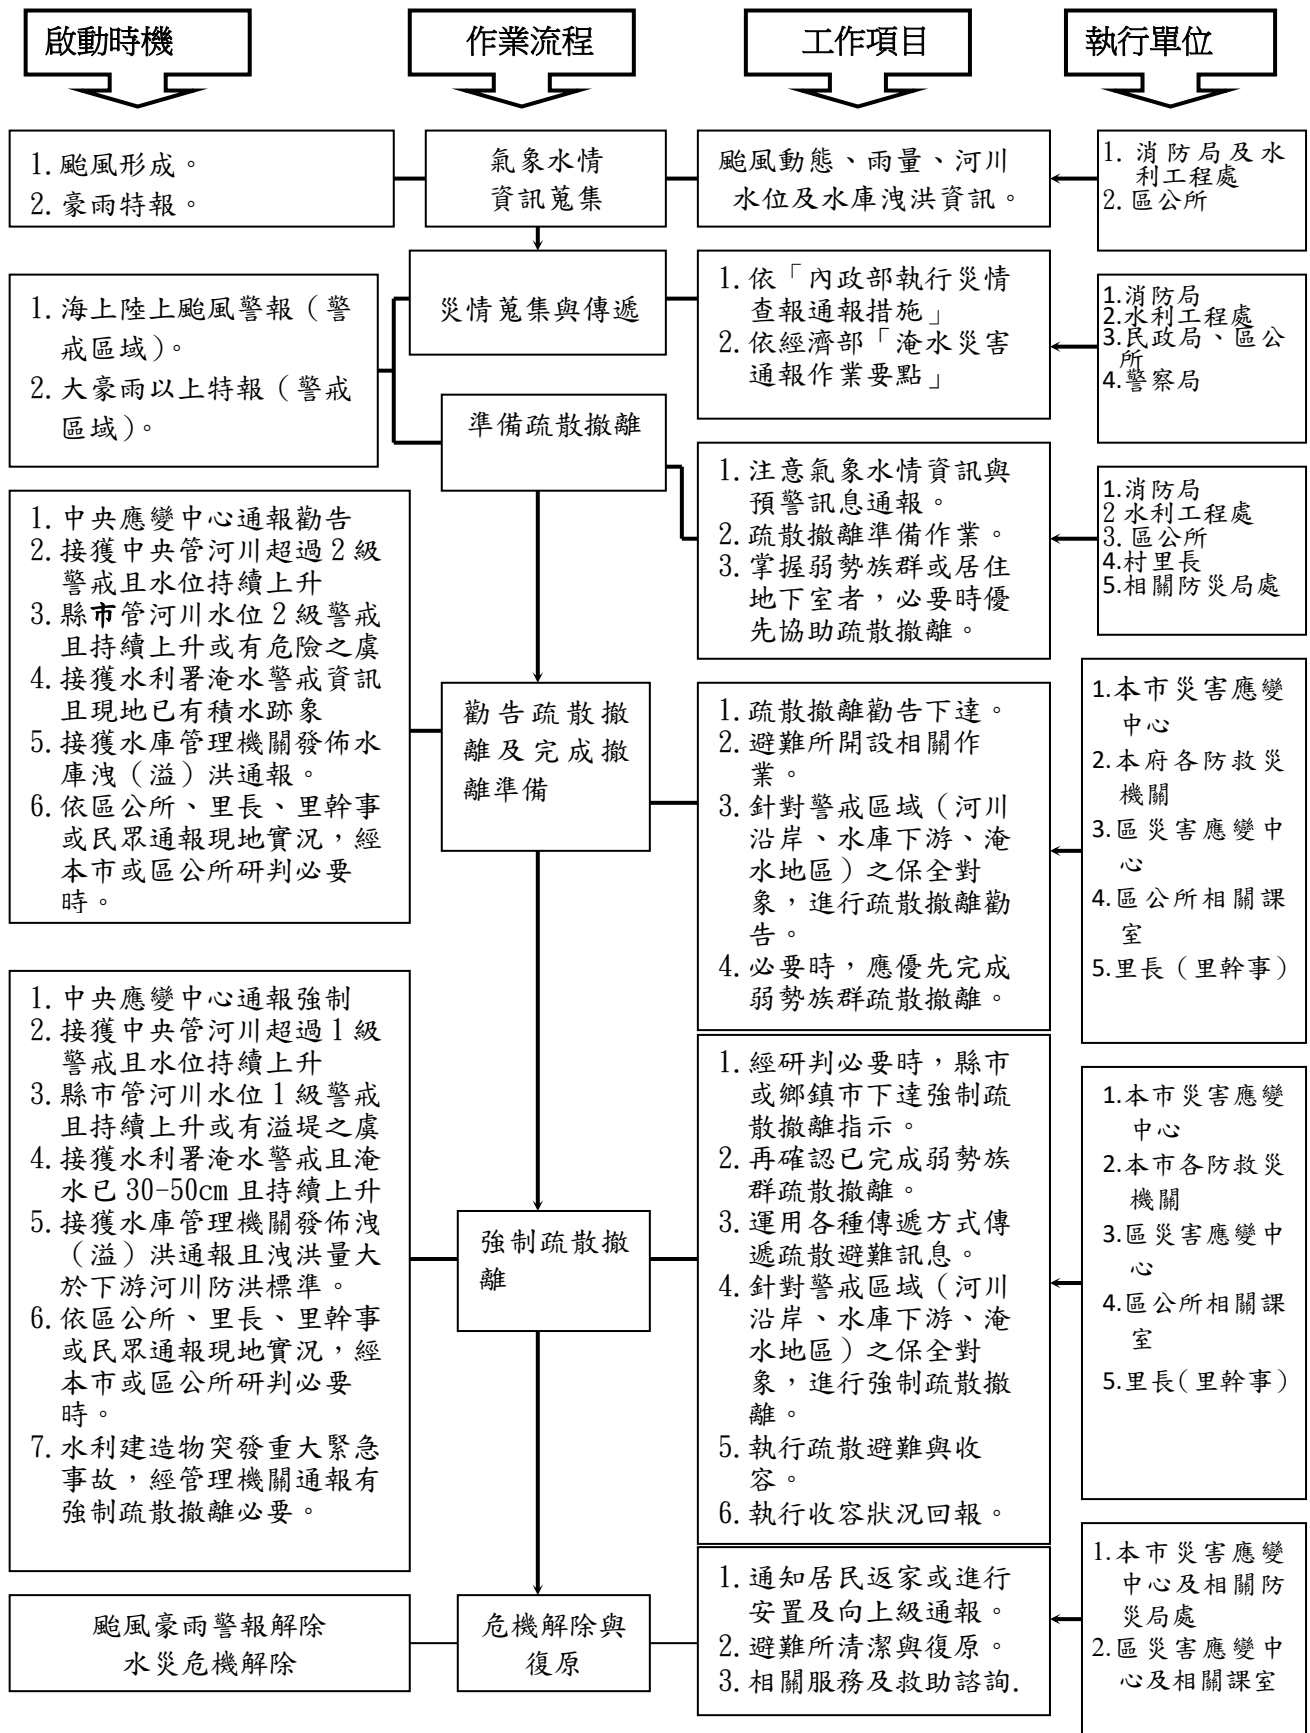 啟動時機
作業流程
工作項目
執行單位
1. 颱風形成。
2. 豪雨特報。
氣象水情
資訊蒐集
颱風動態、雨量、河川
水位及水庫洩洪資訊。
1. 消防局及水
利工程處
2. 區公所
1. 海上陸上颱風警報（警
戒區域）。
2. 大豪雨以上特報（警戒
區域）。
災情蒐集與傳遞
1. 依「內政部執行災情
查報通報措施」
2. 依經濟部「淹水災害
通報作業要點」
1.消防局
2.水利工程處
3.民政局、區公
所
4.警察局
準備疏散撤離
1. 注意氣象水情資訊與
預警訊息通報。
2. 疏散撤離準備作業。
3. 掌握弱勢族群或居住
地下室者，必要時優
先協助疏散撤離。
1.消防局
2 水利工程處
3. 區公所
4.村里長
5.相關防災局處
1. 中央應變中心通報勸告
2. 接獲中央管河川超過 2 級
警戒且水位持續上升
3. 縣市管河川水位 2 級警戒
且持續上升或有危險之虞
4. 接獲水利署淹水警戒資訊
且現地已有積水跡象
5. 接獲水庫管理機關發佈水
庫洩（溢）洪通報。
6. 依區公所、里長、里幹事
或民眾通報現地實況，經
本市或區公所研判必要
時。
勸告疏散撤
離及完成撤
離準備
1. 疏散撤離勸告下達。
2. 避難所開設相關作
業。
3. 針對警戒區域（河川
沿岸、水庫下游、淹
水地區）之保全對
象，進行疏散撤離勸
告。
4. 必要時，應優先完成
弱勢族群疏散撤離。
1.本市災害應變
中心
2.本府各防救災
機關
3.區災害應變中
心
4.區公所相關課
室
5.里長（里幹事）
1. 中央應變中心通報強制
2. 接獲中央管河川超過 1 級
警戒且水位持續上升
3. 縣市管河川水位 1 級警戒
且持續上升或有溢堤之虞
4. 接獲水利署淹水警戒且淹
水已 30-50cm 且持續上升
5. 接獲水庫管理機關發佈洩
（溢）洪通報且洩洪量大
於下游河川防洪標準。
6. 依區公所、里長、里幹事
或民眾通報現地實況，經
本市或區公所研判必要
時。
7. 水利建造物突發重大緊急
事故，經管理機關通報有
強制疏散撤離必要。
強制疏散撤
離
1. 經研判必要時，縣市
或鄉鎮市下達強制疏
散撤離指示。
2. 再確認已完成弱勢族
群疏散撤離。
3. 運用各種傳遞方式傳
遞疏散避難訊息。
4. 針對警戒區域（河川
沿岸、水庫下游、淹
水地區）之保全對
象，進行強制疏散撤
離。
5. 執行疏散避難與收
容。
6. 執行收容狀況回報。
1.本市災害應變
中心
2.本市各防救災
機關
3.區災害應變中
心
4.區公所相關課
室
5.里長（里幹事）
颱風豪雨警報解除
水災危機解除
危機解除與
復原
1. 通知居民返家或進行
安置及向上級通報。
2. 避難所清潔與復原。
3. 相關服務及救助諮詢.
1.本市災害應變
中心及相關防
災局處
2.區災害應變中
心及相關課室